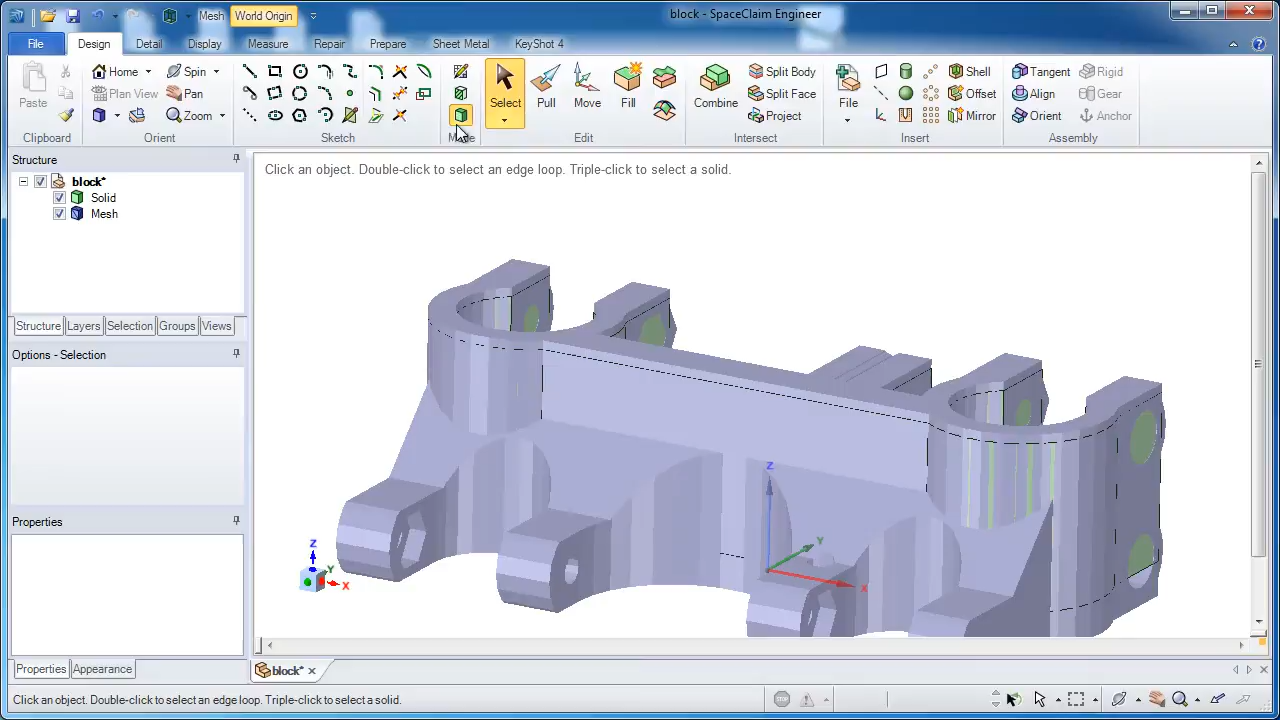 Mesh World Origin
block - SpaceClaim Engineer
File Design Detail Display Measure Repair Prepare Sheet Metal KeyShot 4
Paste
Clipboard
Home Spin
Plan View Pan
Zoom
Orient
Sketch
Select Pull Move Fill
Edit
Combine
Split Body
Split Face
Project
Intersect
File
Shell
Offset
Mirror
Insert
Tangent Rigid
Align Gear
Orient
Assembly
Structure
block*
Solid
Mesh
Structure Layers Selection Groups Views
Options - Selection
Properties
Properties Appearance
Click an object. Double-click to select an edge loop. Triple-click to select a solid.
Z
Y
X
Z
Y
X
block*
Click an object. Double-click to select an edge loop. Triple-click to select a solid.